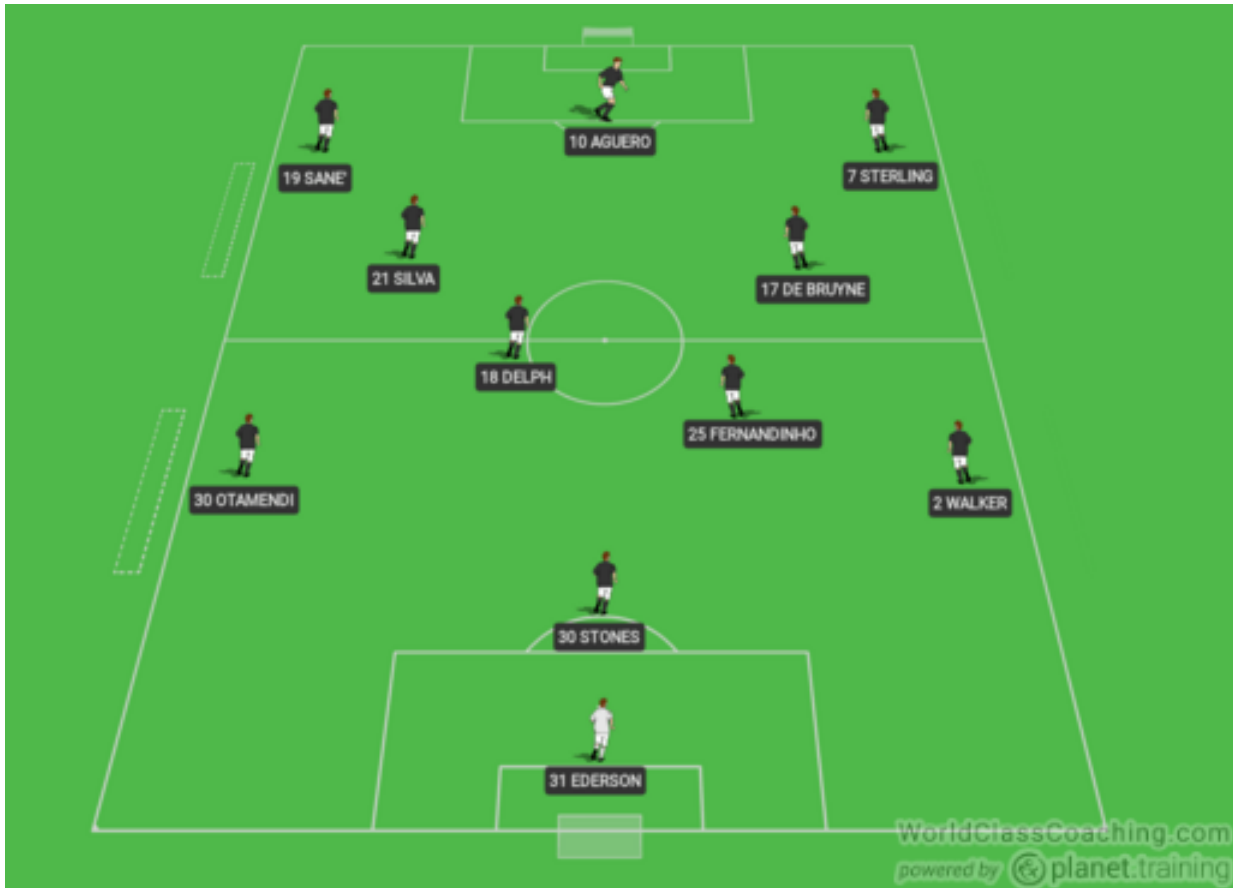 10 AGUERO
19 SANE'
7 STERLING
21 SILVA
17 DE BRUYNE
18 DELPH
25 FERNANDINHO
30 OTAMENDI
2 WALKER
30 STONES
31 EDERSON
WorldClassCoaching.com
powered by planet.training